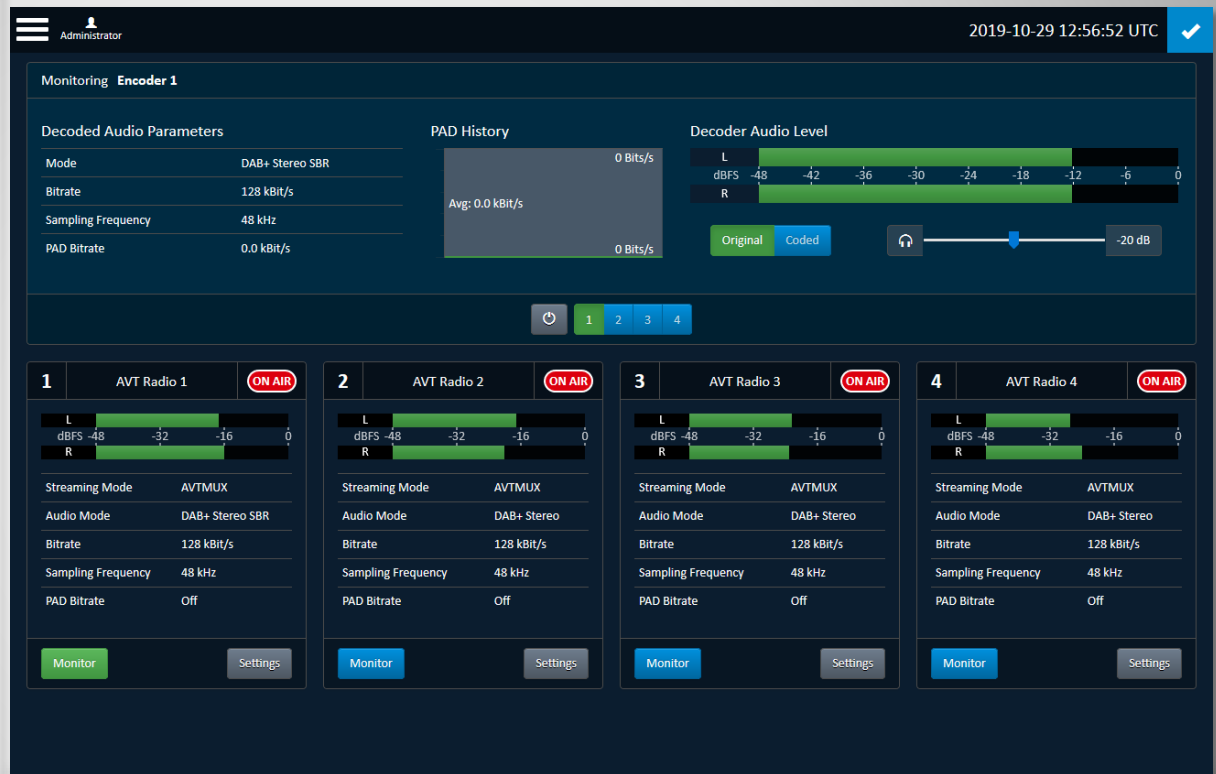 Administrator
2019-10-29 12:56:52 UTC
Monitoring Encoder 1
Decoded Audio Parameters
Mode DAB+ Stereo SBR
Bitrate 128 kBit/s
Sampling Frequency 48 kHz
PAD Bitrate 0.0 kBit/s
PAD History
0 Bits/s
Avg: 0.0 kBit/s
0 Bits/s
Decoder Audio Level
L
dBFS -48 -42 -36 -30 -24 -18 -12 -6 0
R
Original Coded -20 dB
1 2 3 4
1 AVT Radio 1 ON AIR
L
dBFS -48 -32 -16 0
R
Streaming Mode AVTMUX
Audio Mode DAB+ Stereo SBR
Bitrate 128 kBit/s
Sampling Frequency 48 kHz
PAD Bitrate Off
Monitor Settings
2 AVT Radio 2 ON AIR
L
dBFS -48 -32 -16 0
R
Streaming Mode AVTMUX
Audio Mode DAB+ Stereo
Bitrate 128 kBit/s
Sampling Frequency 48 kHz
PAD Bitrate Off
Monitor Settings
3 AVT Radio 3 ON AIR
L
dBFS -48 -32 -16 0
R
Streaming Mode AVTMUX
Audio Mode DAB+ Stereo
Bitrate 128 kBit/s
Sampling Frequency 48 kHz
PAD Bitrate Off
Monitor Settings
4 AVT Radio 4 ON AIR
L
dBFS -48 -32 -16 0
R
Streaming Mode AVTMUX
Audio Mode DAB+ Stereo
Bitrate 128 kBit/s
Sampling Frequency 48 kHz
PAD Bitrate Off
Monitor Settings